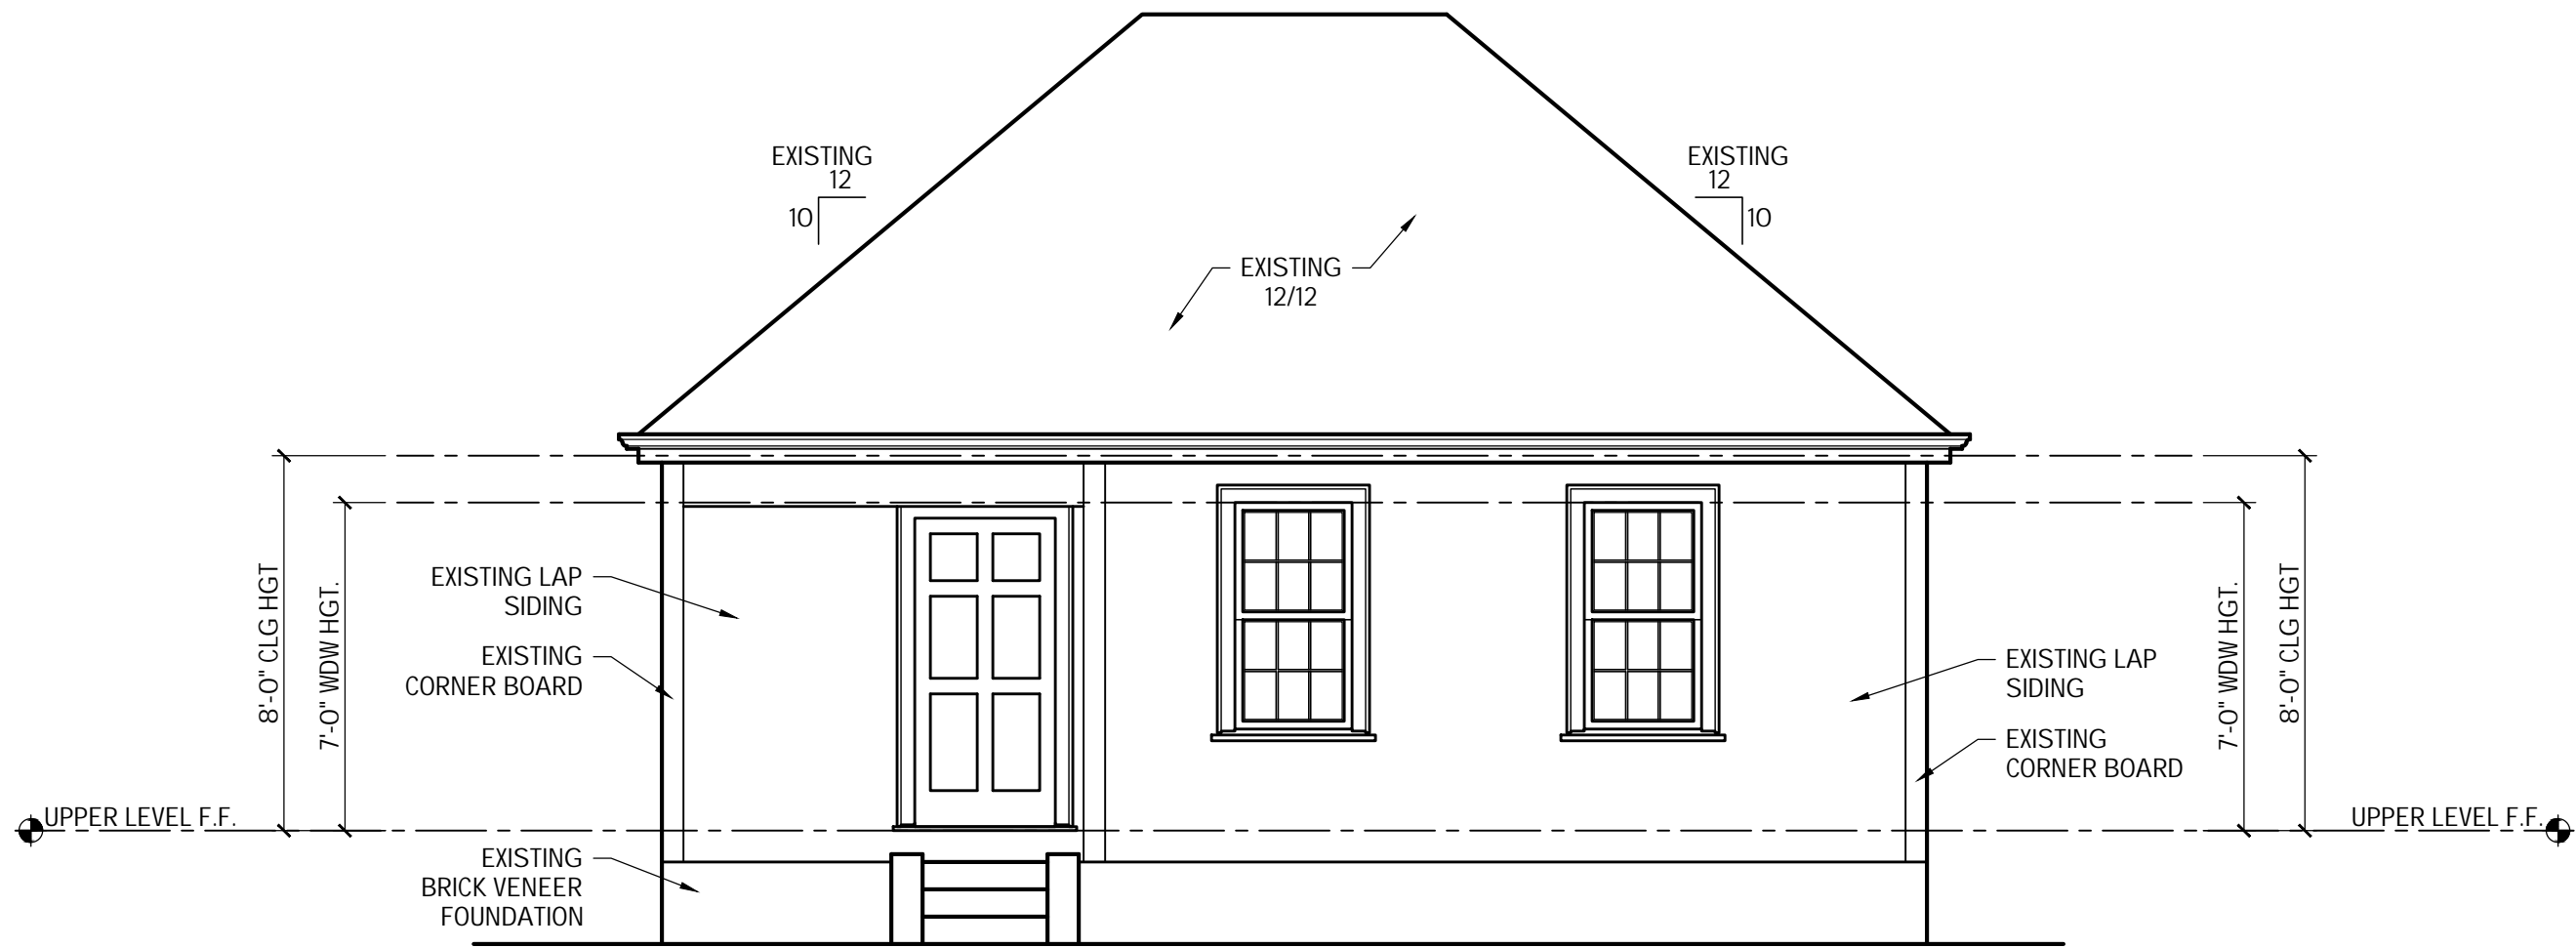 EXISTING
12
10
EXISTING
12
10
EXISTING
12/12
8'-0" CLG HGT
7'-0" WDW HGT.
EXISTING LAP
SIDING
EXISTING
CORNER BOARD
UPPER LEVEL F.F.
EXISTING
BRICK VENEER
FOUNDATION
EXISTING LAP
SIDING
EXISTING
CORNER BOARD
7'-0" WDW HGT.
8'-0" CLG HGT
UPPER LEVEL F.F.